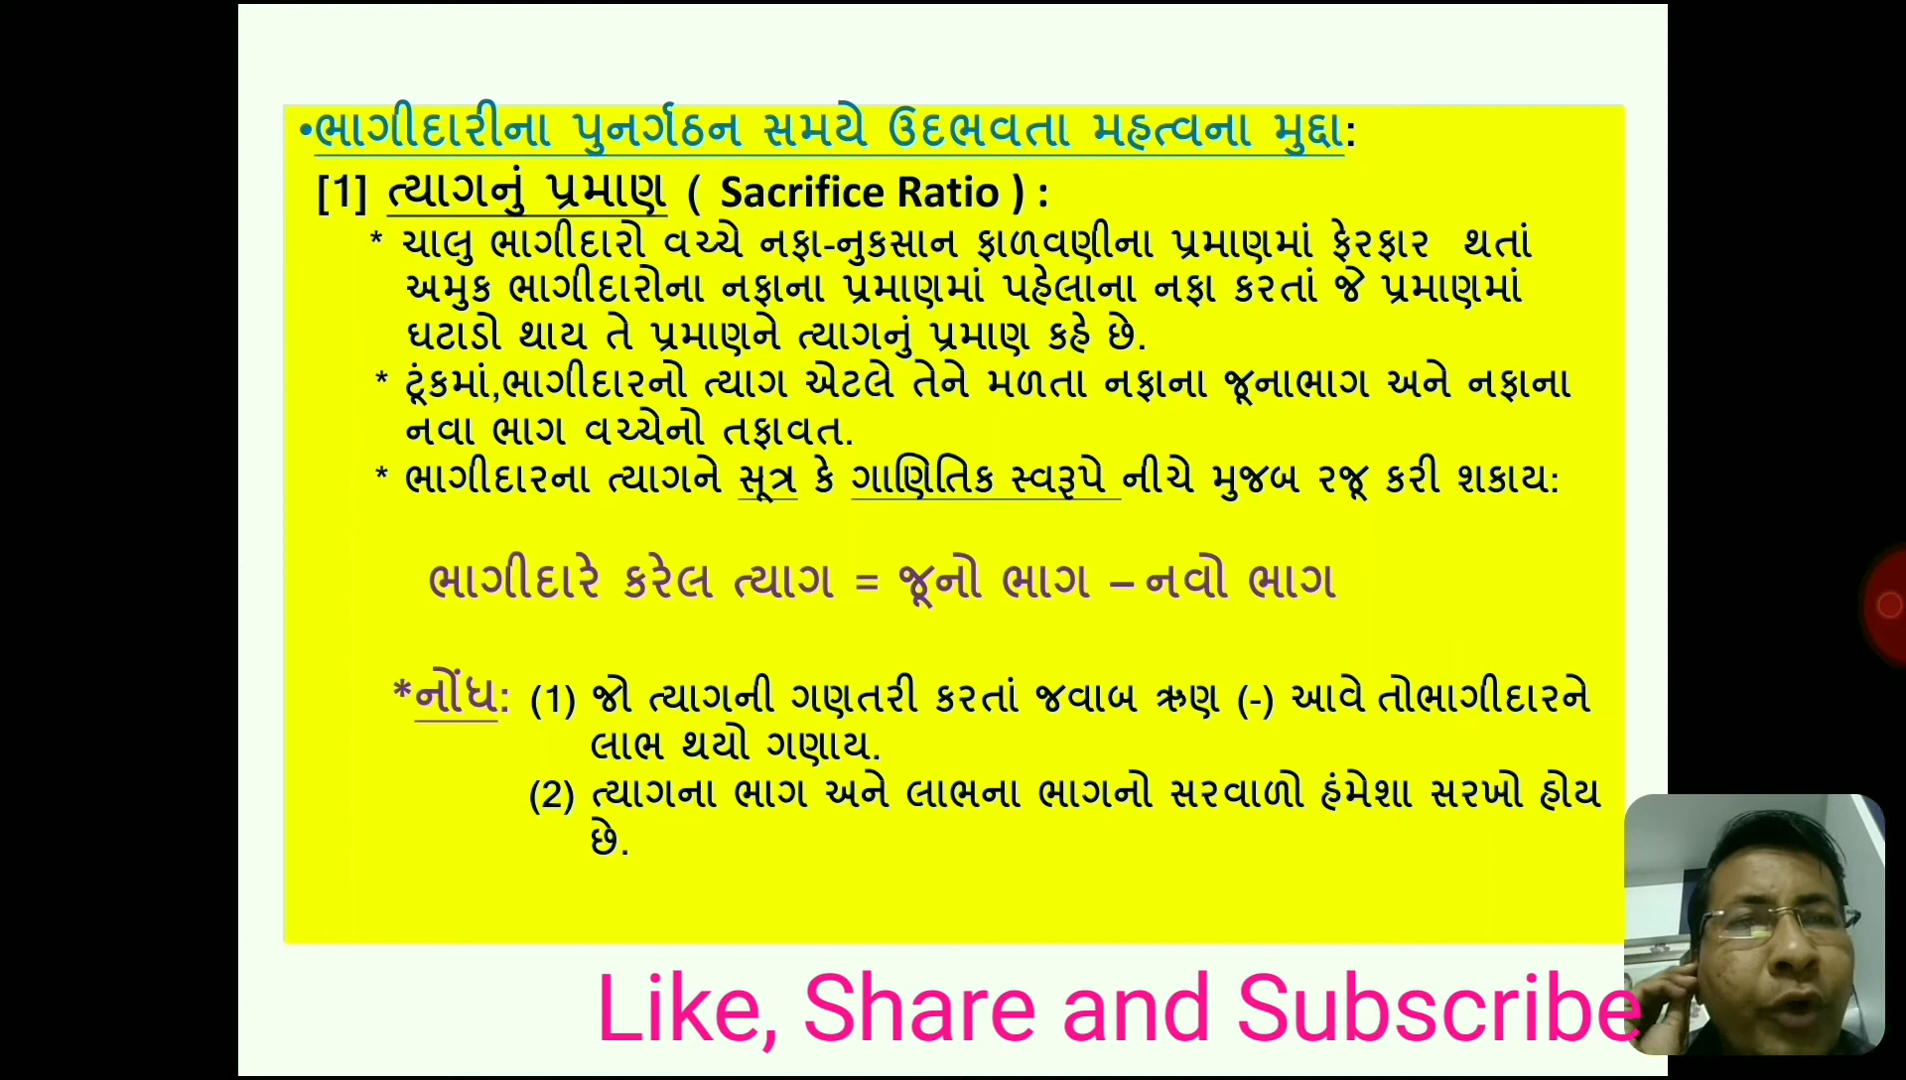 •ભાગીદારીના પુનર્ગઠન સમયે ઉદભવતા મહત્વના મુદ્દા:
[1] ત્યાગનું પ્રમાણ ( Sacrifice Ratio ) :
* ચાલુ ભાગીદારો વચ્ચે નફા-નુકસાન ફાળવણીના પ્રમાણમાં ફેરફાર થતાં
અમુક ભાગીદારોના નફાના પ્રમાણમાં પહેલાના નફા કરતાં જે પ્રમાણમાં
ઘટાડો થાય તે પ્રમાણને ત્યાગનું પ્રમાણ કહે છે.
* ટૂંકમાં,ભાગીદારનો ત્યાગ એટલે તેને મળતા નફાના જૂનાભાગ અને નફાના
નવા ભાગ વચ્ચેનો તફાવત.
* ભાગીદારના ત્યાગને સૂત્ર કે ગાણિતિક સ્વરૂપે નીચે મુજબ રજૂ કરી શકાય:
ભાગીદારે કરેલ ત્યાગ = જૂનો ભાગ – નવો ભાગ
*નોંધ: (1) જો ત્યાગની ગણતરી કરતાં જવાબ ઋણ (-) આવે તોભાગીદારને
લાભ થયો ગણાય.
(2) ત્યાગના ભાગ અને લાભના ભાગનો સરવાળો હંમેશા સરખો હોય
છે.
Like, Share and Subscribe